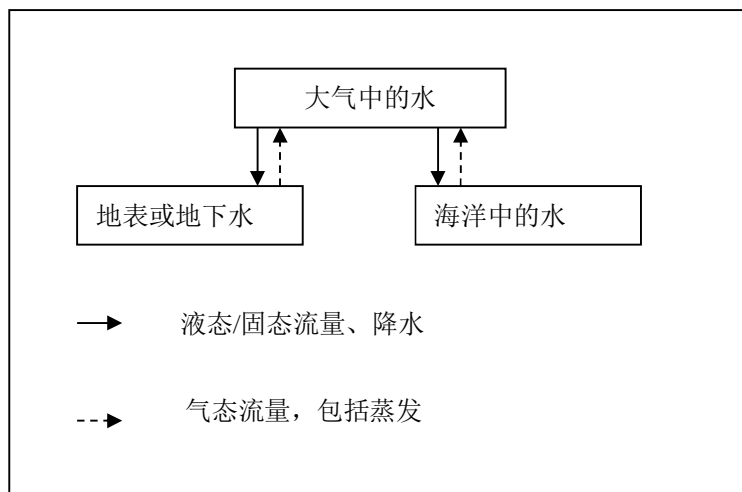 大气中的水
地表或地下水
海洋中的水
液态/固态流量、降水
气态流量，包括蒸发